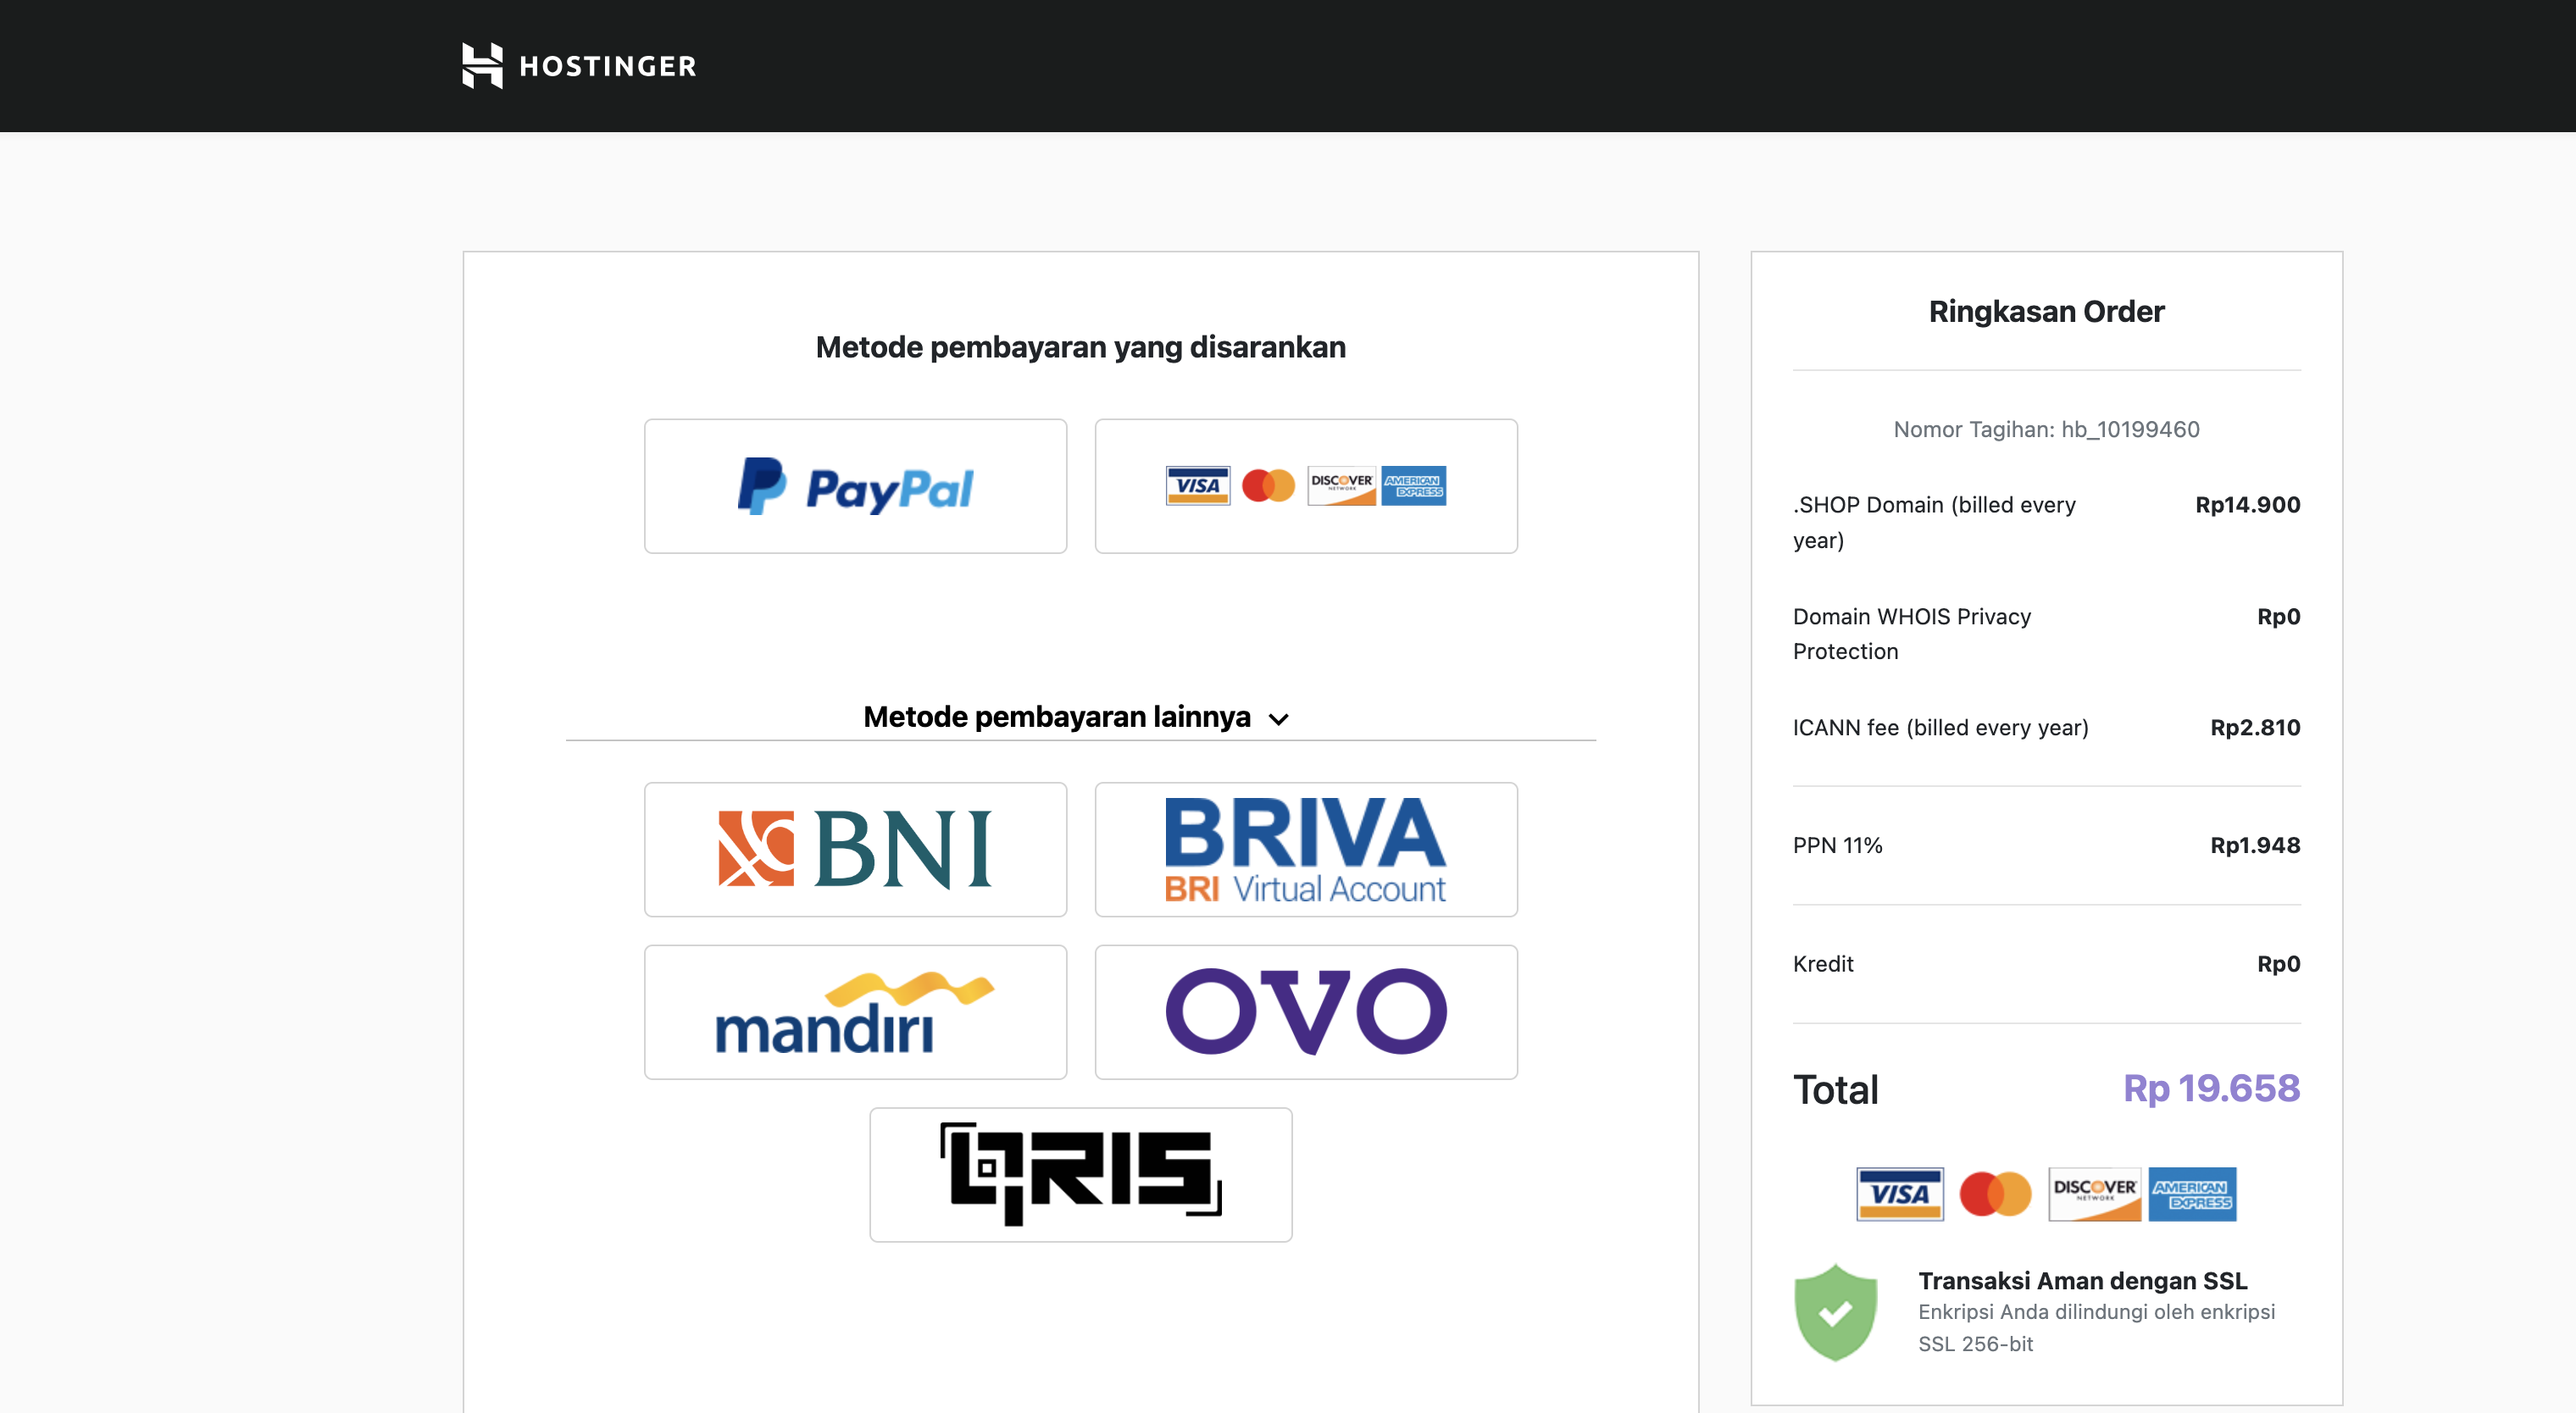 HOSTINGER
Metode pembayaran yang disarankan
PayPal
VISA DISCOVER NETWORK AMERICAN EXPRESS
Metode pembayaran lainnya
BNI
BRIVA
BRI Virtual Account
mandiri
OVO
QRIS
Ringkasan Order
Nomor Tagihan: hb_10199460
.SHOP Domain (billed every Rp14.900
year)
Domain WHOIS Privacy Rp0
Protection
ICANN fee (billed every year) Rp2.810
PPN 11% Rp1.948
Kredit Rp0
Total Rp 19.658
VISA DISCOVER NETWORK AMERICAN EXPRESS
Transaksi Aman dengan SSL
Enkripsi Anda dilindungi oleh enkripsi
SSL 256-bit